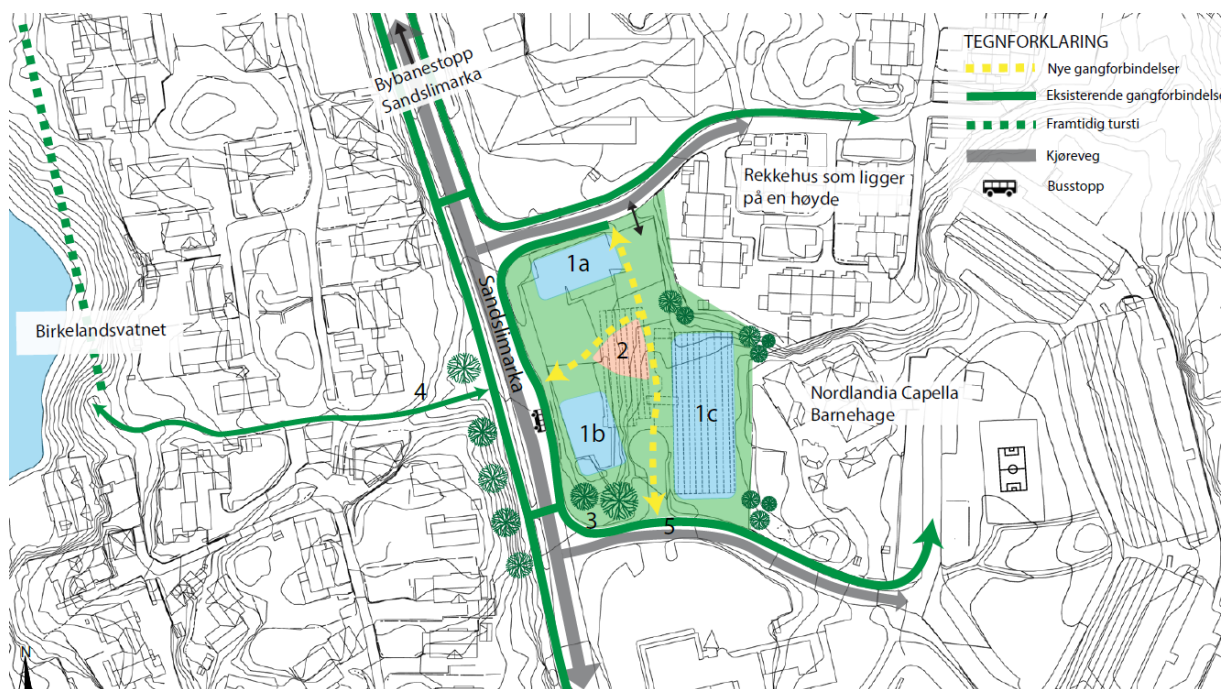 TEGNFORKLARING
Nye gangforbindelser
Eksisterende gangforbindelse
Framtidig tursti
Kjøreveg
Busstopp
Bybanestopp
Sandslimarka
Rekkehus som ligger
på en høyde
1a
Sandslimarka
Birkelandsvatnet
2
4
Nordlandia Capella
Barnehage
1b
1c
3
5
N